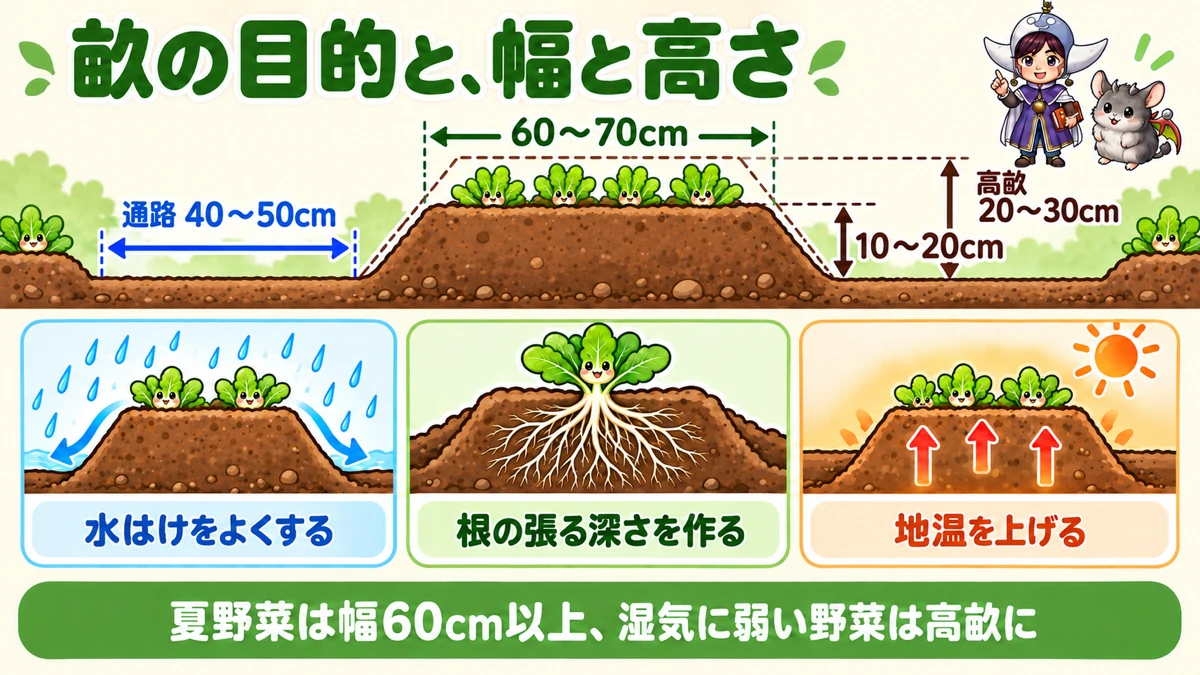 畝の目的と、幅と高さ
60〜70cm
通路 40〜50cm
高畝
20〜30cm
10〜20cm
水はけをよくする
根の張る深さを作る
地温を上げる
夏野菜は幅60cm以上、湿気に弱い野菜は高畝に